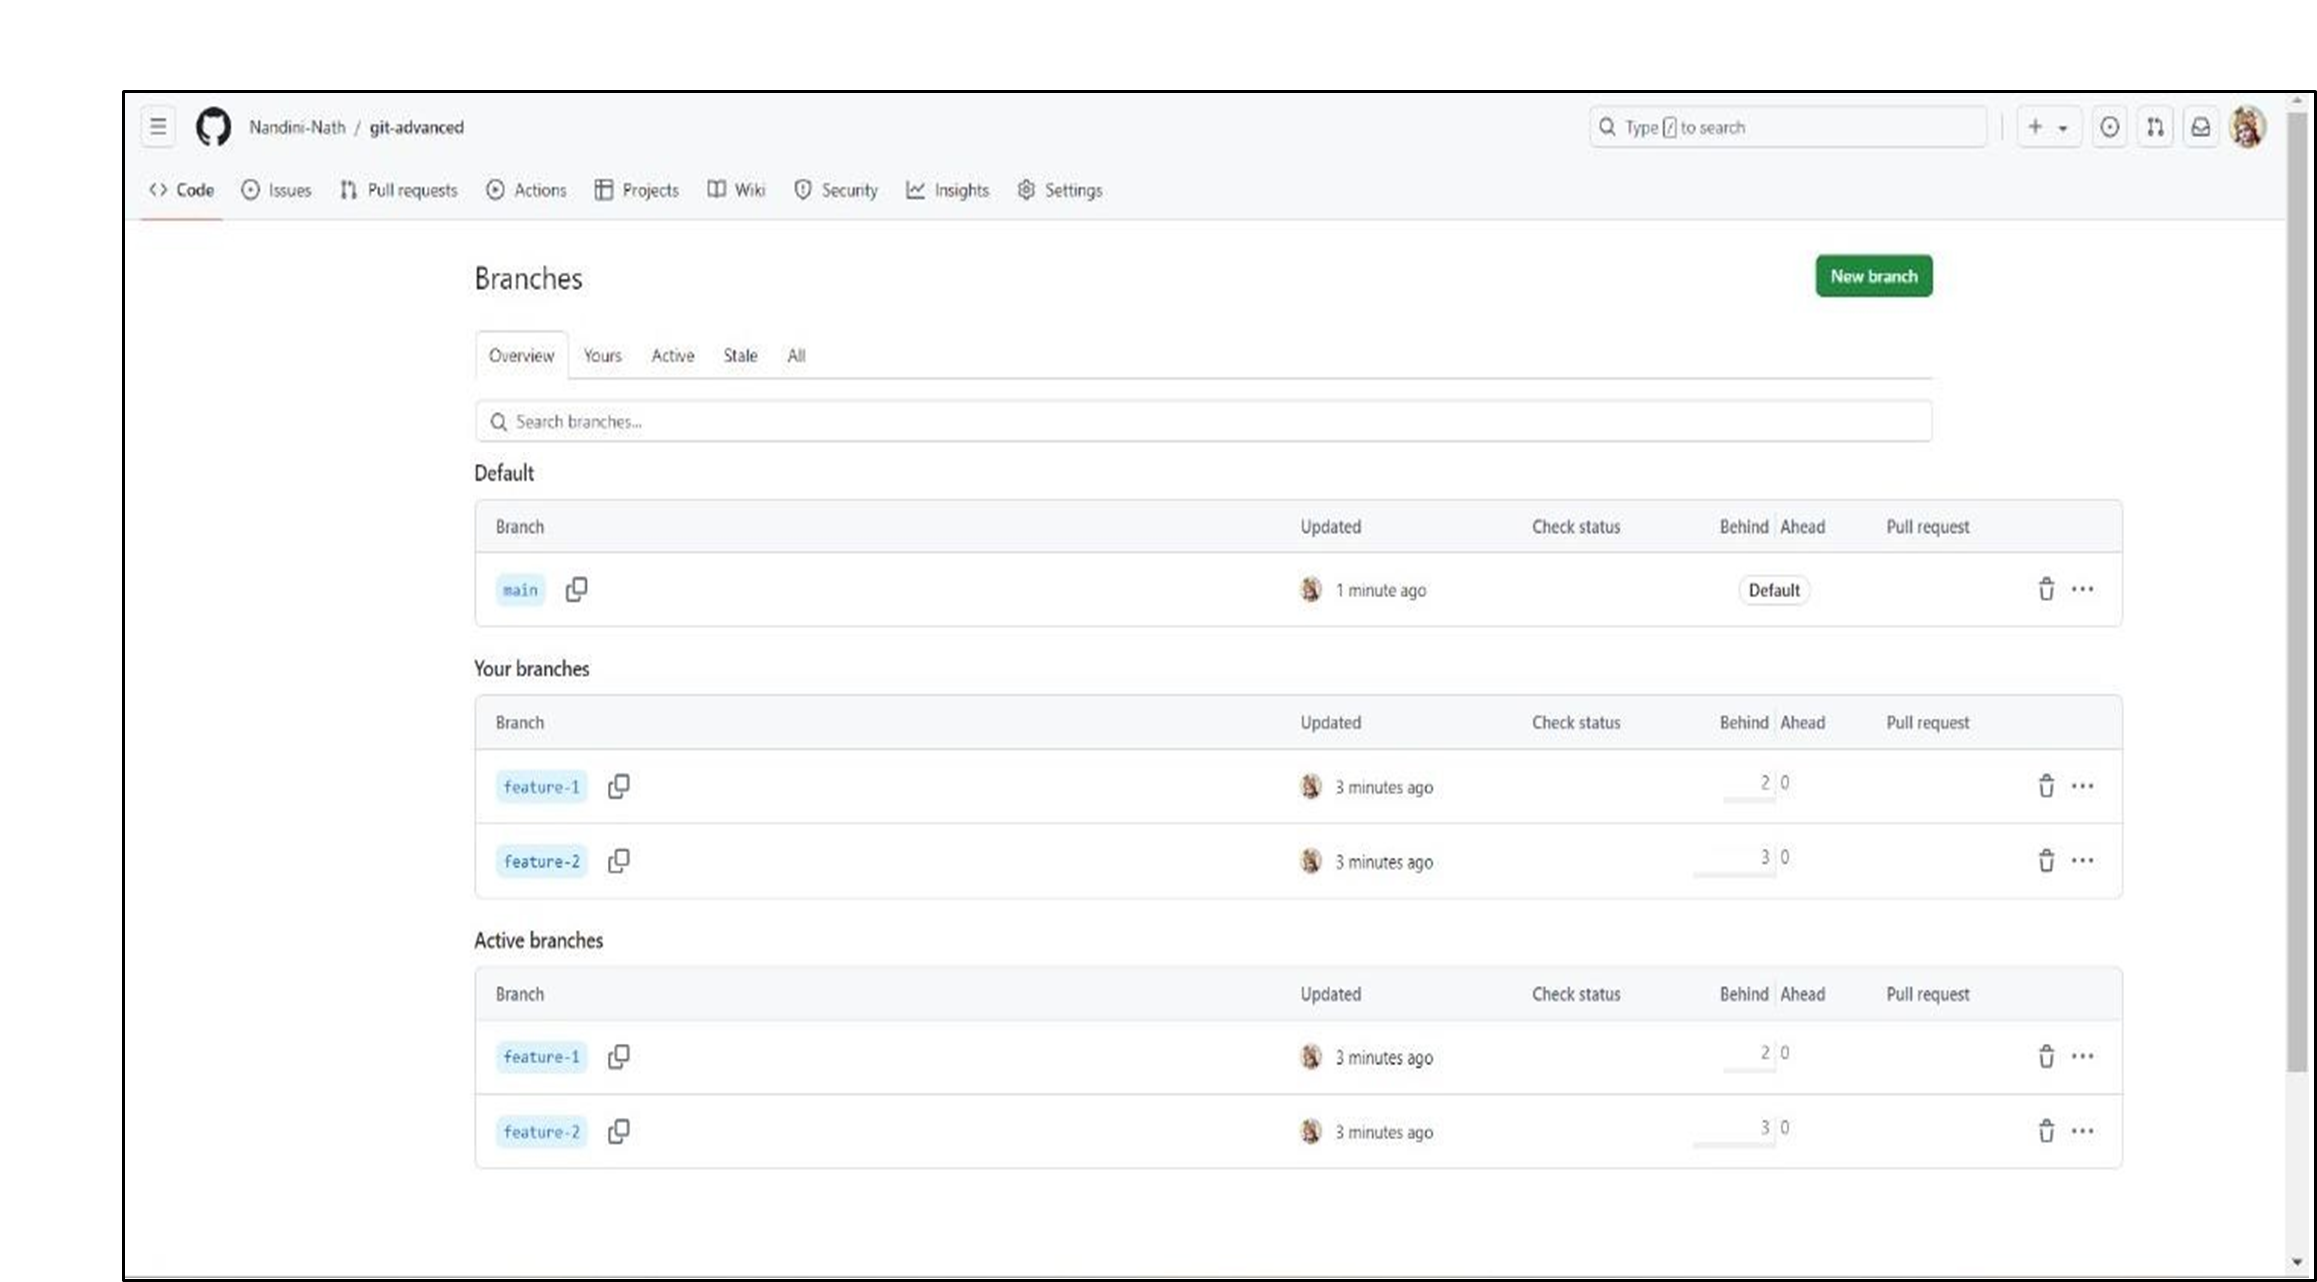 Nandini-Nath / git-advanced
Type / to search
Code Issues Pull requests Actions Projects Wiki Security Insights Settings
Branches
New branch
Overview Yours Active Stale All
Search branches...
Default
Branch Updated Check status Behind Ahead Pull request
main 1 minute ago Default
Your branches
Branch Updated Check status Behind Ahead Pull request
feature-1 3 minutes ago 2 0
feature-2 3 minutes ago 3 0
Active branches
Branch Updated Check status Behind Ahead Pull request
feature-1 3 minutes ago 2 0
feature-2 3 minutes ago 3 0